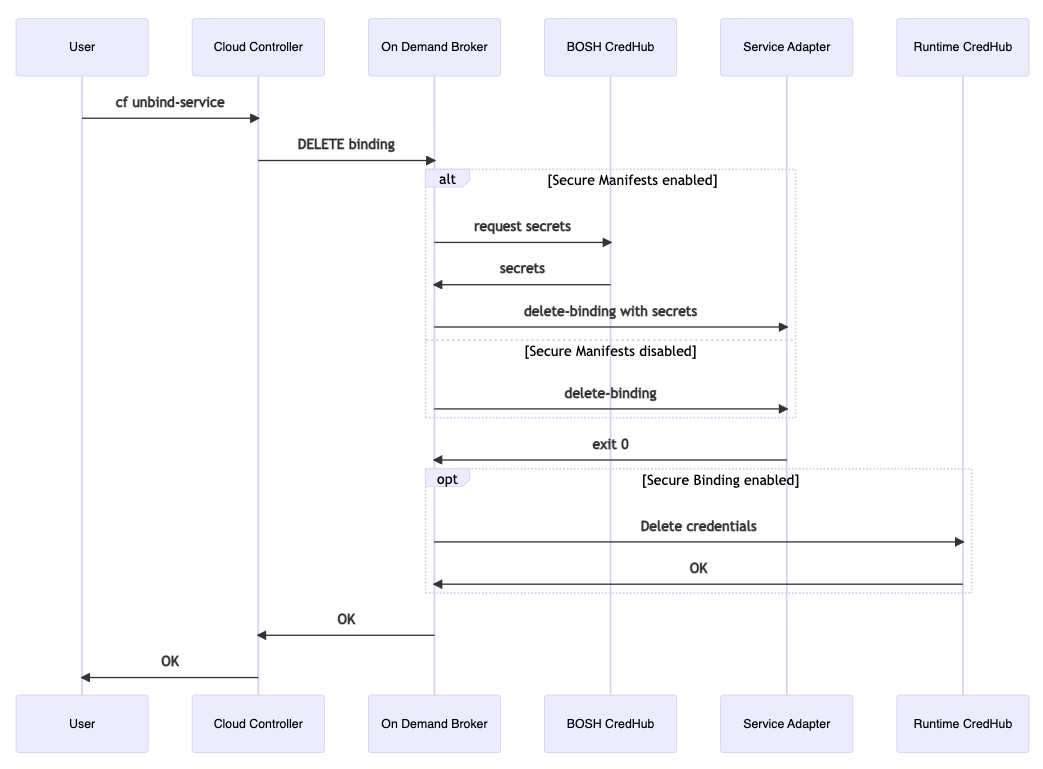 User
Cloud Controller
On Demand Broker
BOSH CredHub
Service Adapter
Runtime CredHub
cf unbind-service
DELETE binding
alt
[Secure Manifests enabled]
request secrets
secrets
delete-binding with secrets
[Secure Manifests disabled]
delete-binding
exit 0
opt
[Secure Binding enabled]
Delete credentials
OK
OK
OK
User
Cloud Controller
On Demand Broker
BOSH CredHub
Service Adapter
Runtime CredHub